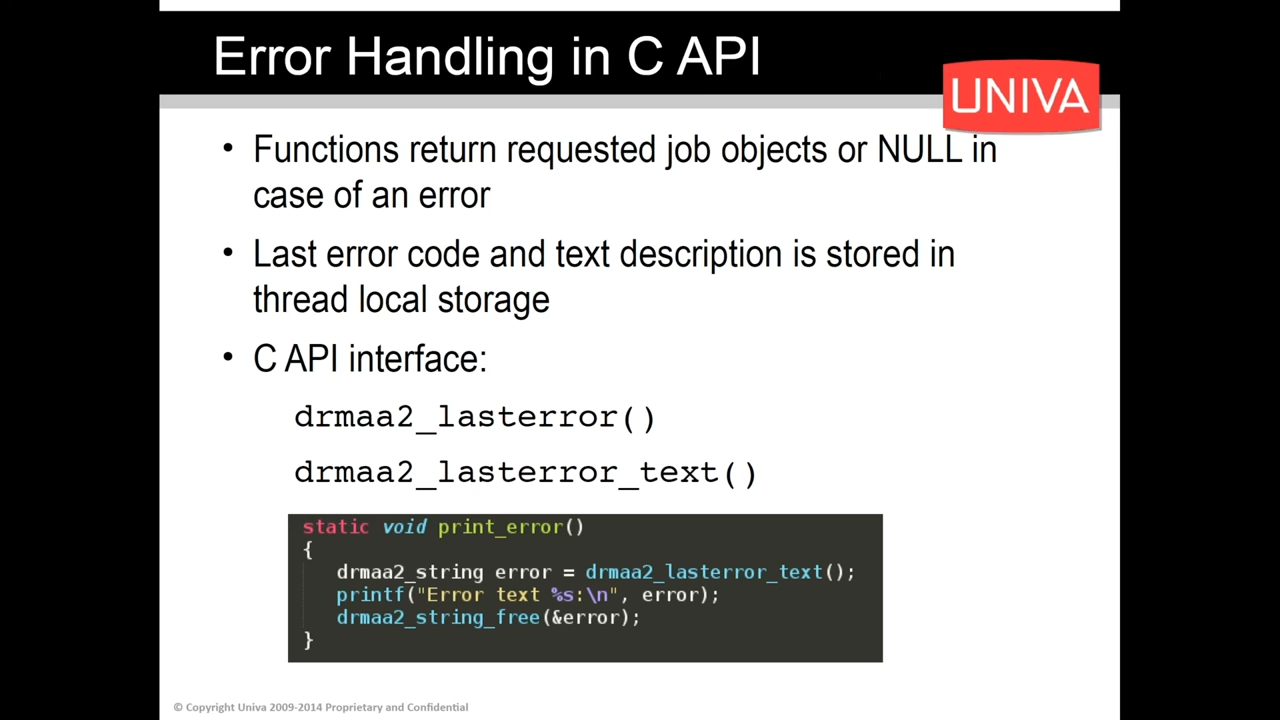 Error Handling in C API
UNIVA
• Functions return requested job objects or NULL in
case of an error
• Last error code and text description is stored in
thread local storage
• C API interface:
drmaa2_lasterror()
drmaa2_lasterror_text()
static void print_error()
{
drmaa2_string error = drmaa2_lasterror_text();
printf("Error text %s:\n", error);
drmaa2_string_free(&error);
}
© Copyright Univa 2009-2014 Proprietary and Confidential